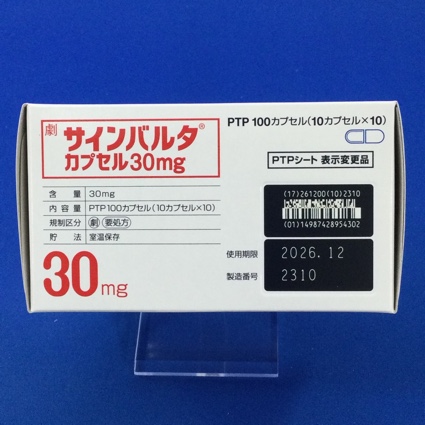 劇 サインバルタ®
カプセル30mg
PTP 100カプセル(10カプセル×10)
PTPシート 表示変更品
含 量 30mg
内 容 量 PTP100カプセル(10カプセル×10)
規制区分 劇 要処方
貯 法 室温保存
30mg
(17)261200(10)2310
(01)14987428954302
使用期限 2026.12
製造番号 2310